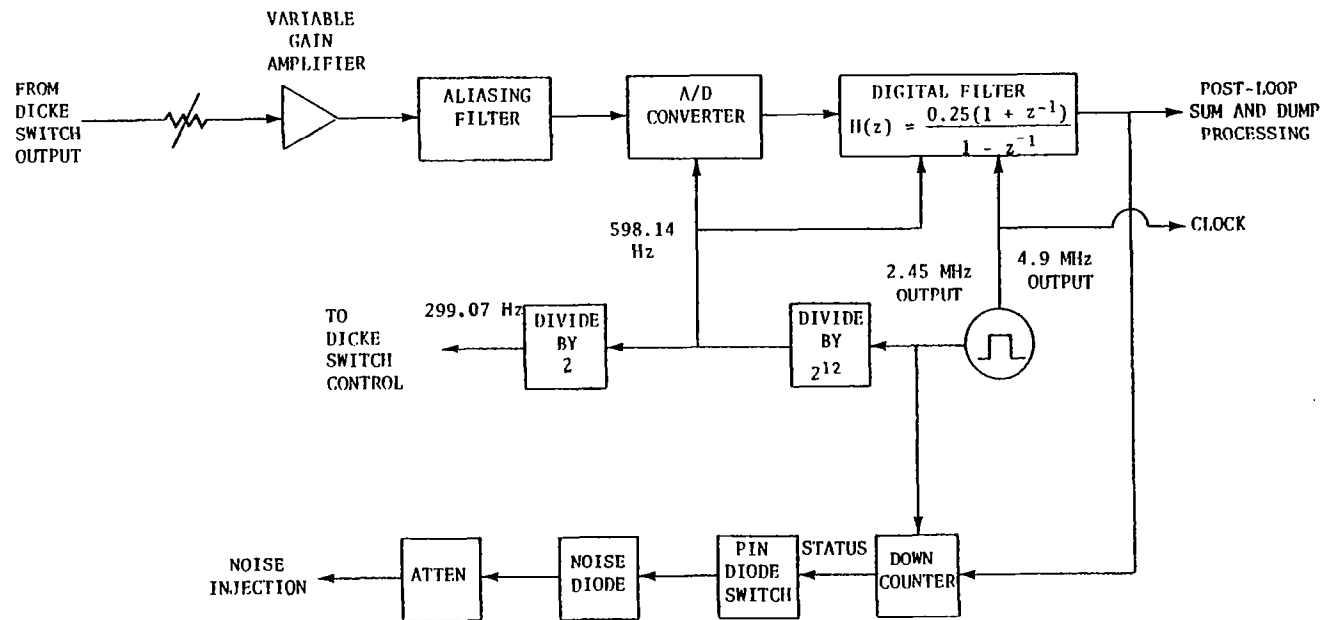 VARIABLE
GAIN
AMPLIFIER
FROM
DICKE
SWITCH
OUTPUT
ALIASING
FILTER
A/D
CONVERTER
DIGITAL FILTER
H(z) = 0.25(1 + z^-1)
1 - z^-1
POST-LOOP
SUM AND DUMP
PROCESSING
598.14
Hz
CLOCK
4.9 MHz
OUTPUT
2.45 MHz
OUTPUT
299.07 Hz
TO
DICKE
SWITCH
CONTROL
DIVIDE
BY
2
DIVIDE
BY
2^12
NOISE
INJECTION
ATTEN
NOISE
DIODE
PIN
DIODE
SWITCH
STATUS
DOWN
COUNTER